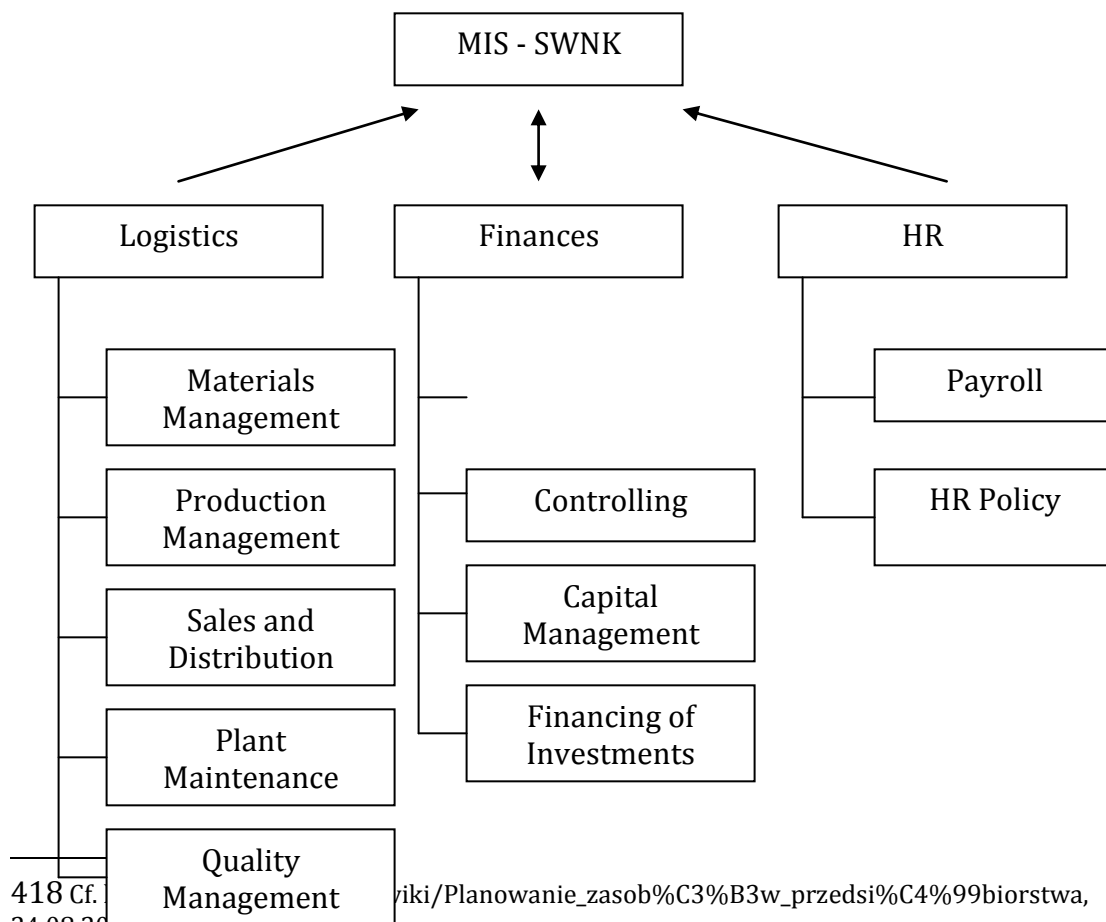 MIS - SWNK
Logistics
Finances
HR
Materials
Management
Production
Management
Sales and
Distribution
Plant
Maintenance
Quality
Management
Controlling
Capital
Management
Financing of
Investments
Payroll
HR Policy
418 Cf.
iki/Planowanie_zasob%C3%B3w_przedsi%C4%99biorstwa,